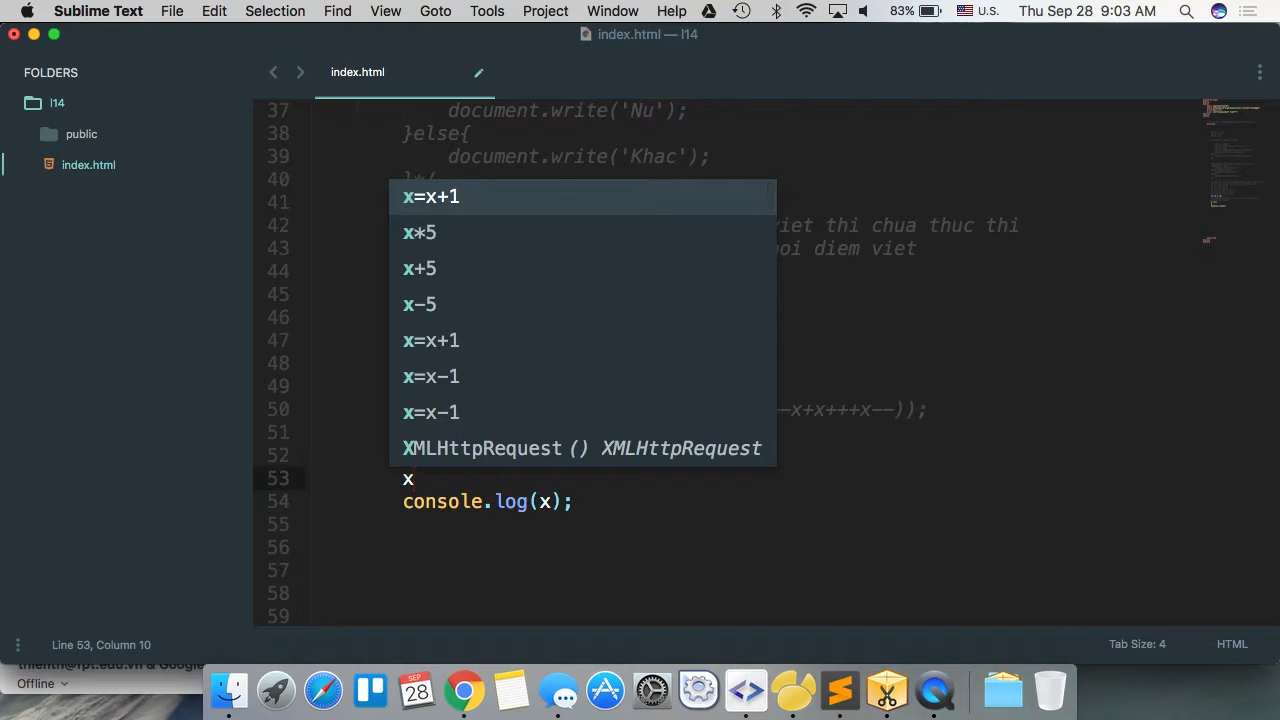 Sublime Text File Edit Selection Find View Goto Tools Project Window Help 83% U.S. Thu Sep 28 9:03 AM
index.html — l14
FOLDERS
l14
public
index.html
index.html
37 document.write('Nu');
38 }else{
39 document.write('Khac');
40 }*/
41
42 viet thi chua thuc thi
43 noi diem viet
44
45
46
47
48
49
50 -x+x+++x--));
51
52
53 x
54 console.log(x);
55
56
57
58
59
x=x+1
x*5
x+5
x-5
x=x+1
x=x-1
x=x-1
XMLHttpRequest () XMLHttpRequest
Line 53, Column 10
Tab Size: 4
HTML
Offline
SEP
28